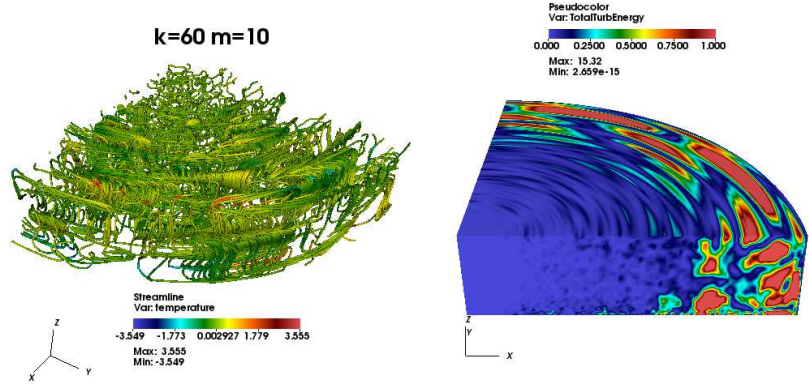 k=60 m=10
Streamline
Var: temperature
-3.549 -1.773 0.002927 1.779 3.555
Max: 3.555
Min: -3.549
Z
X
Y
Pseudocolor
Var: TotalTurbEnergy
0.000 0.2500 0.5000 0.7500 1.000
Max: 15.32
Min: 2.659e-15
Z
Y
X